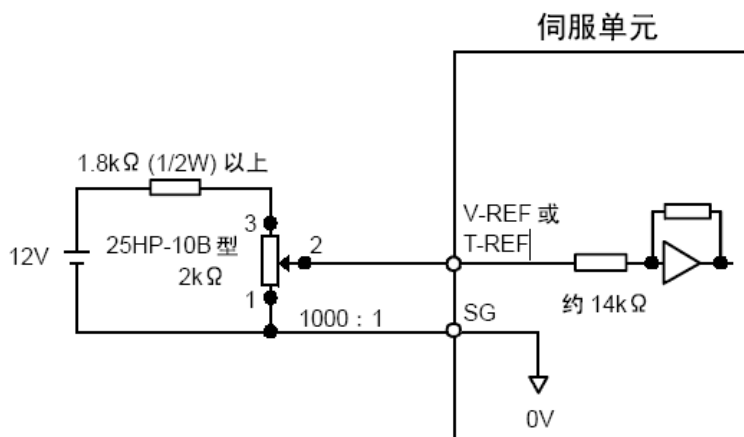 伺服单元
1.8kΩ (1/2W) 以上
3
V-REF 或
T-REF
25HP-10B 型
2
12V
2kΩ
1
约 14kΩ
1000 : 1
SG
0V